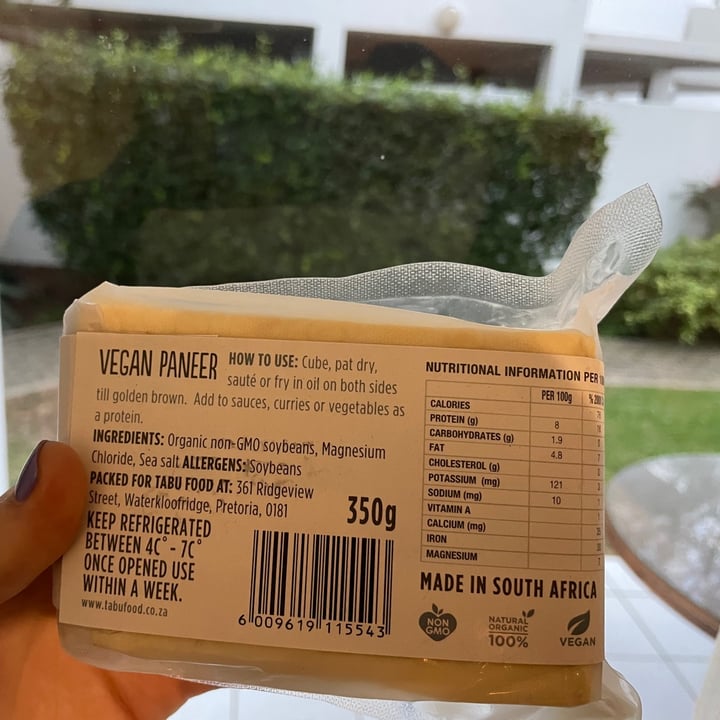 VEGAN PANEER
HOW TO USE: Cube, pat dry,
sauté or fry in oil on both sides
till golden brown. Add to sauces, curries or vegetables as
a protein.
INGREDIENTS: Organic non-GMO soybeans, Magnesium
Chloride, Sea salt ALLERGENS: Soybeans
PACKED FOR TABU FOOD AT: 361 Ridgeview
Street, Waterkloofridge, Pretoria, 0181
350g
KEEP REFRIGERATED
BETWEEN 4C° - 7C°
ONCE OPENED USE
WITHIN A WEEK.
www.tabufood.co.za
6 009619 115543
NUTRITIONAL INFORMATION PER
PER 100g
CALORIES
PROTEIN (g) 8
CARBOHYDRATES (g) 1.9
FAT 4.8
CHOLESTEROL (g)
POTASSIUM (mg) 121
SODIUM (mg) 10
VITAMIN A
CALCIUM (mg)
IRON
MAGNESIUM
MADE IN SOUTH AFRICA
NON
GMO
NATURAL
ORGANIC
100%
VEGAN